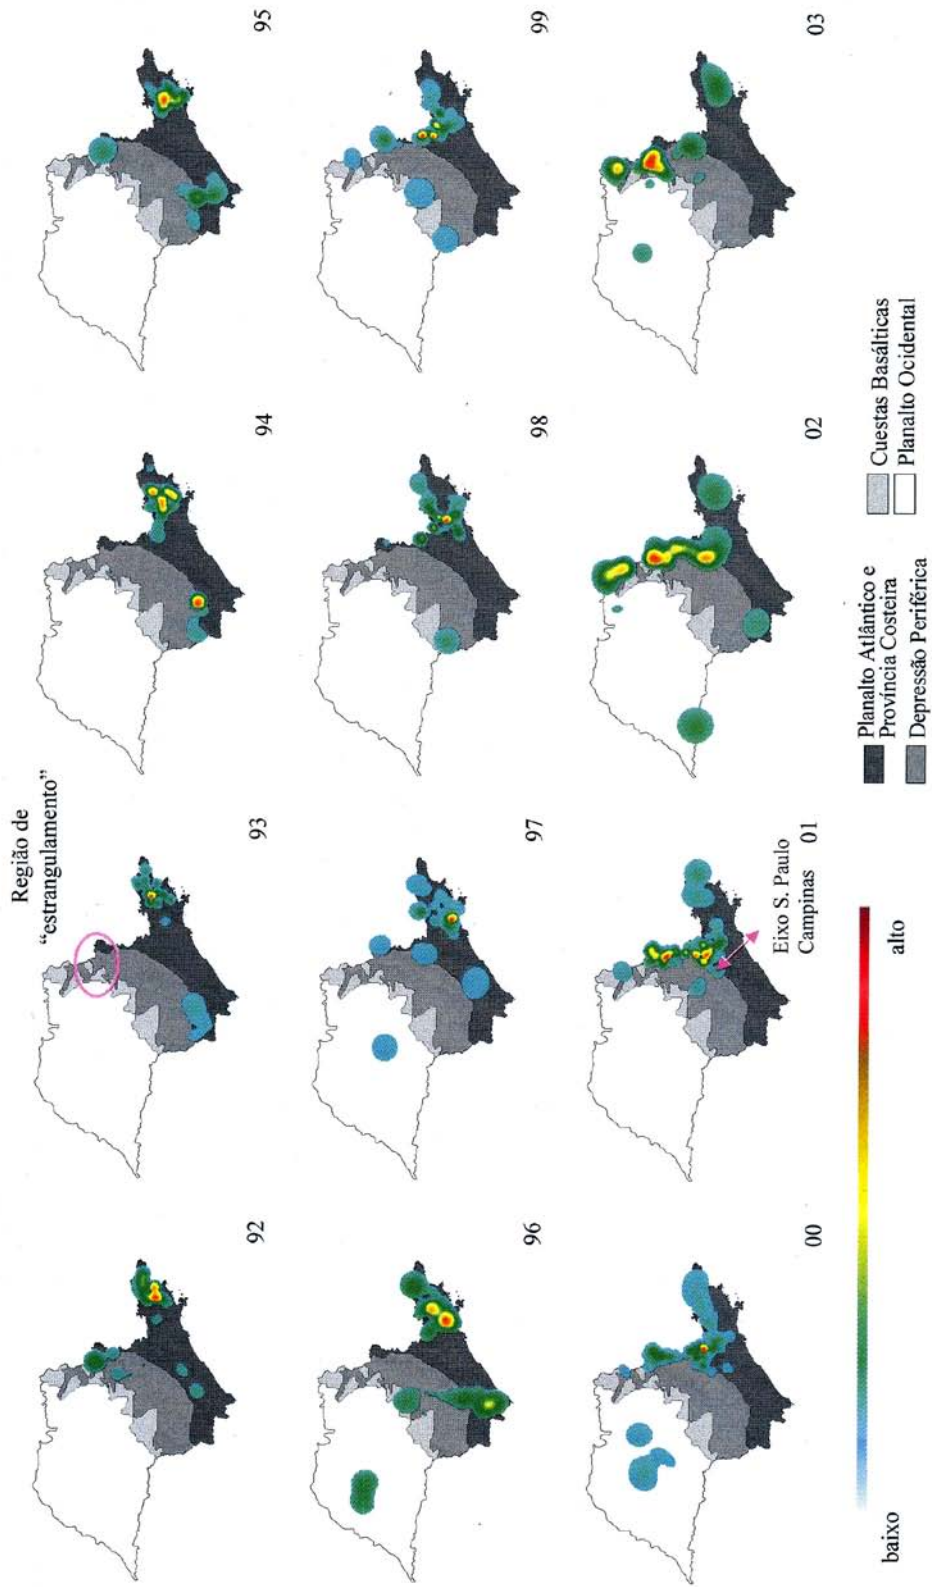 Região de
“estrangulamento”
92
93
94
95
96
97
98
99
00
Eixo S. Paulo
Campinas
01
02
03
baixo
alto
Planalto Atlântico e
Província Costeira
Depressão Periférica
Cuestas Basálticas
Planalto Ocidental